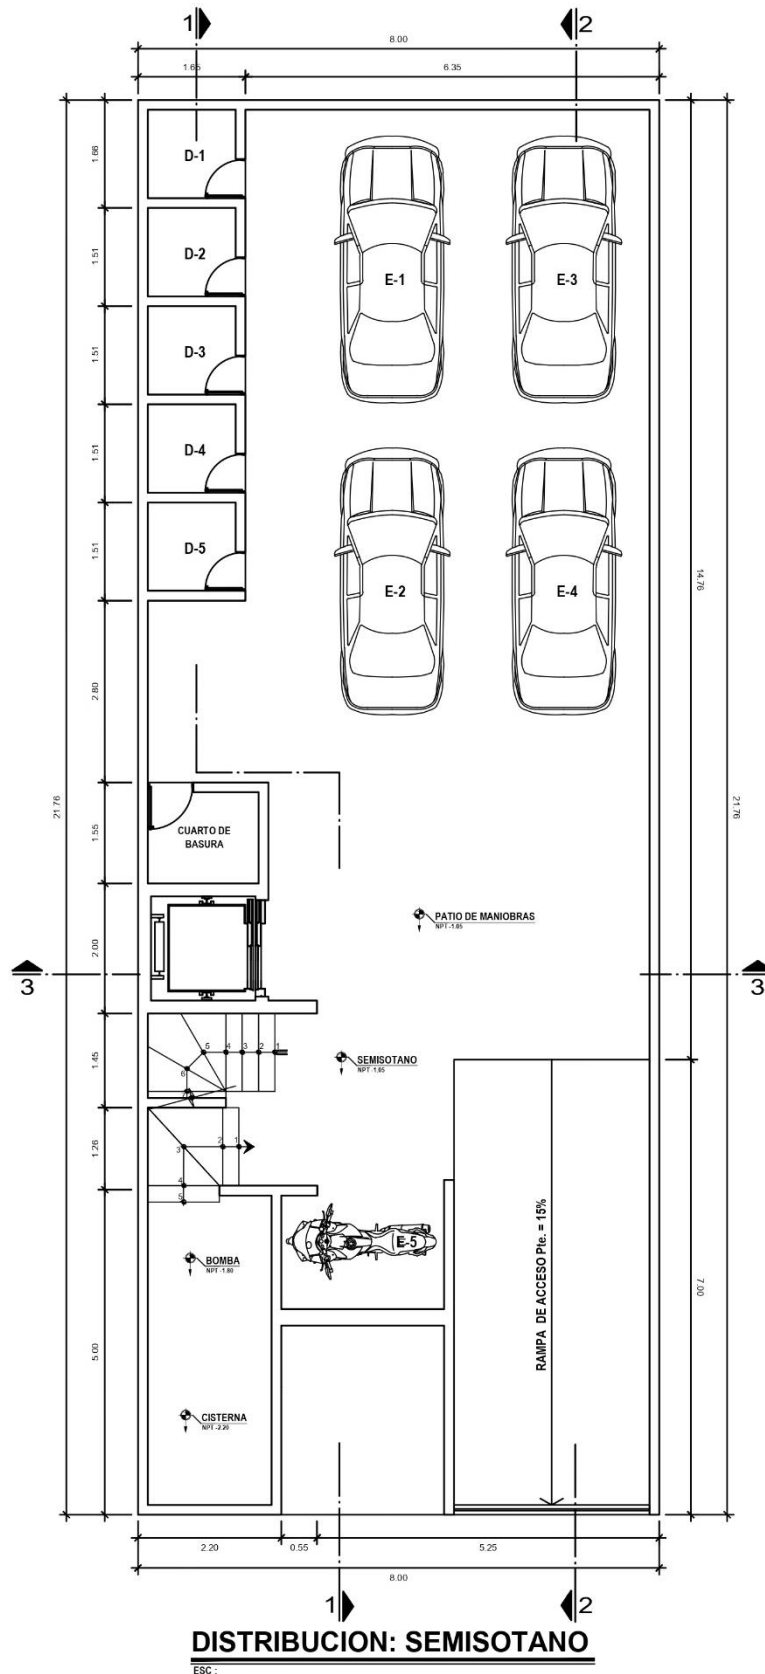 1
2
8.00
1.65
6.35
1.66
D-1
1.51
D-2
E-1
E-3
1.51
D-3
1.51
D-4
1.51
D-5
E-2
E-4
14.76
2.80
21.76
21.76
1.55
CUARTO DE
BASURA
PATIO DE MANIOBRAS
NPT -1.05
2.00
3
3
1.45
5
4
3
2
1
6
SEMISOTANO
NPT -1.05
1.26
3
2
1
4
5
E-5
RAMPA DE ACCESO Pte. = 15%
7.00
BOMBA
NPT -1.80
5.00
CISTERNA
NPT -2.20
2.20
0.55
5.25
8.00
1
2
DISTRIBUCION: SEMISOTANO
ESC :